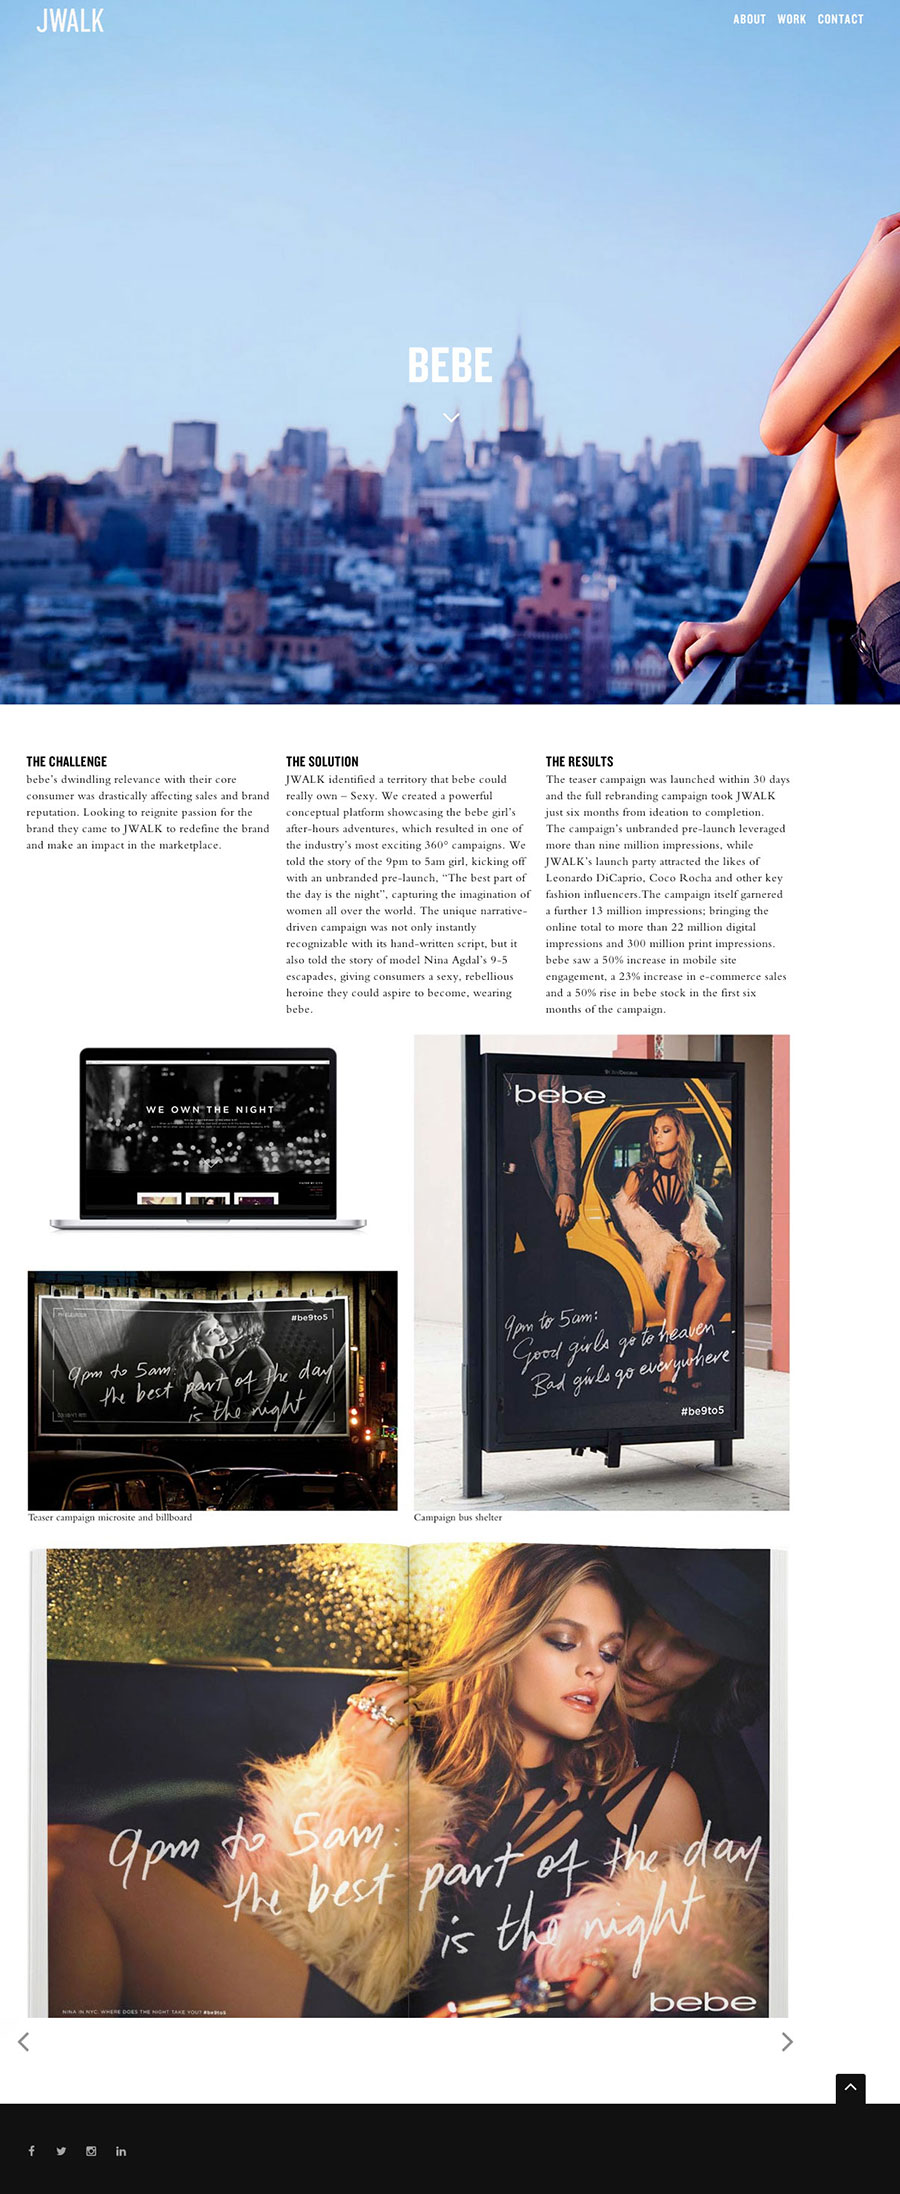 JWALK
ABOUT WORK CONTACT
BEBE
THE CHALLENGE
bebe's dwindling relevance with their core
consumer was drastically affecting sales and brand
reputation. Looking to reignite passion for the
brand they came to JWALK to redefine the brand
and make an impact in the marketplace.
THE SOLUTION
JWALK identified a territory that bebe could
really own – Sexy. We created a powerful
conceptual platform showcasing the bebe girl's
after-hours adventures, which resulted in one of
the industry's most exciting 360° campaigns. We
told the story of the 9pm to 5am girl, kicking off
with an unbranded pre-launch, “The best part of
the day is the night”, capturing the imagination of
women all over the world. The unique narrative-
driven campaign was not only instantly
recognizable with its hand-written script, but it
also told the story of model Nina Agdal's 9-5
escapades, giving consumers a sexy, rebellious
heroine they could aspire to become, wearing
bebe.
THE RESULTS
The teaser campaign was launched within 30 days
and the full rebranding campaign took JWALK
just six months from ideation to completion.
The campaign's unbranded pre-launch leveraged
more than nine million impressions, while
JWALK's launch party attracted the likes of
Leonardo DiCaprio, Coco Rocha and other key
fashion influencers.The campaign itself garnered
a further 13 million impressions; bringing the
online total to more than 22 million digital
impressions and 300 million print impressions.
bebe saw a 50% increase in mobile site
engagement, a 23% increase in e-commerce sales
and a 50% rise in bebe stock in the first six
months of the campaign.
WE OWN THE NIGHT
#be9to5
9pm to 5am:
the best part of the day
is the night
Teaser campaign microsite and billboard
bebe
9pm to 5am:
Good girls go to heaven.
Bad girls go everywhere
#be9to5
Campaign bus shelter
9pm to 5am:
the best part of the day
is the night
NINA IN NYC. WHERE DOES THE NIGHT TAKE YOU? #be9to5
bebe